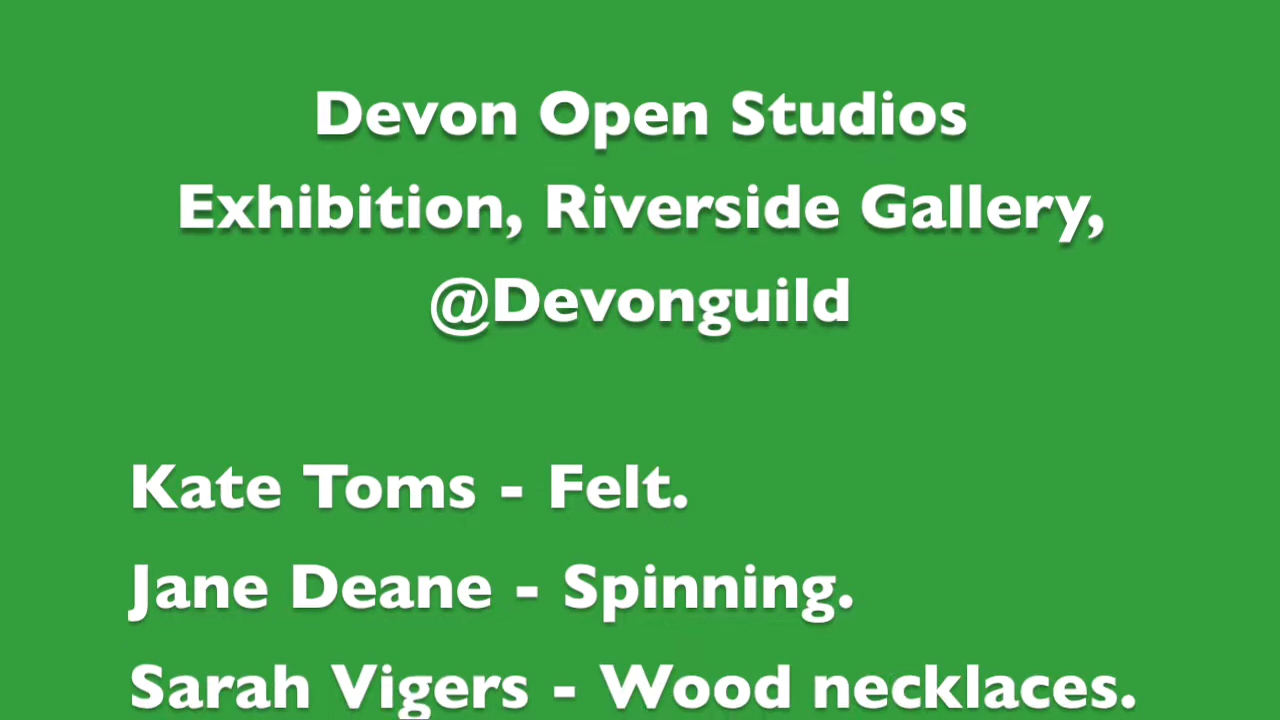 Devon Open Studios
Exhibition, Riverside Gallery,
@Devonguild
Kate Toms - Felt.
Jane Deane - Spinning.
Sarah Vigers - Wood necklaces.